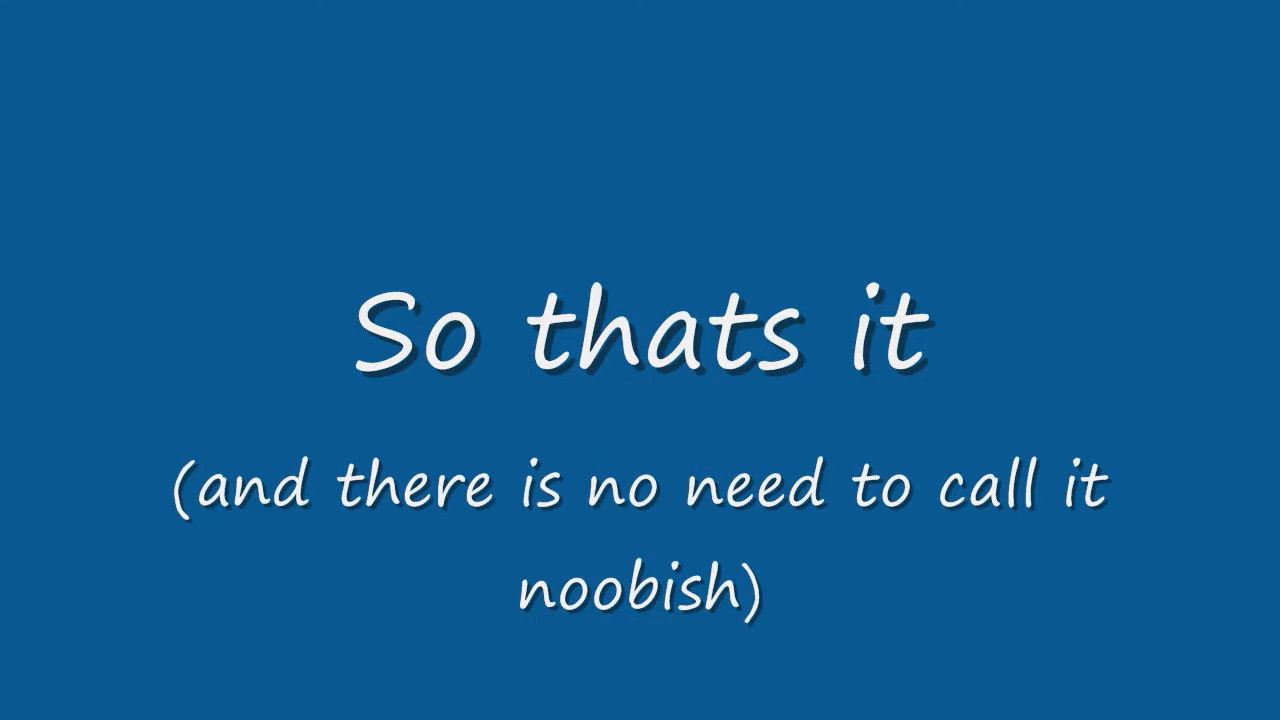 So thats it
(and there is no need to call it
noobish)